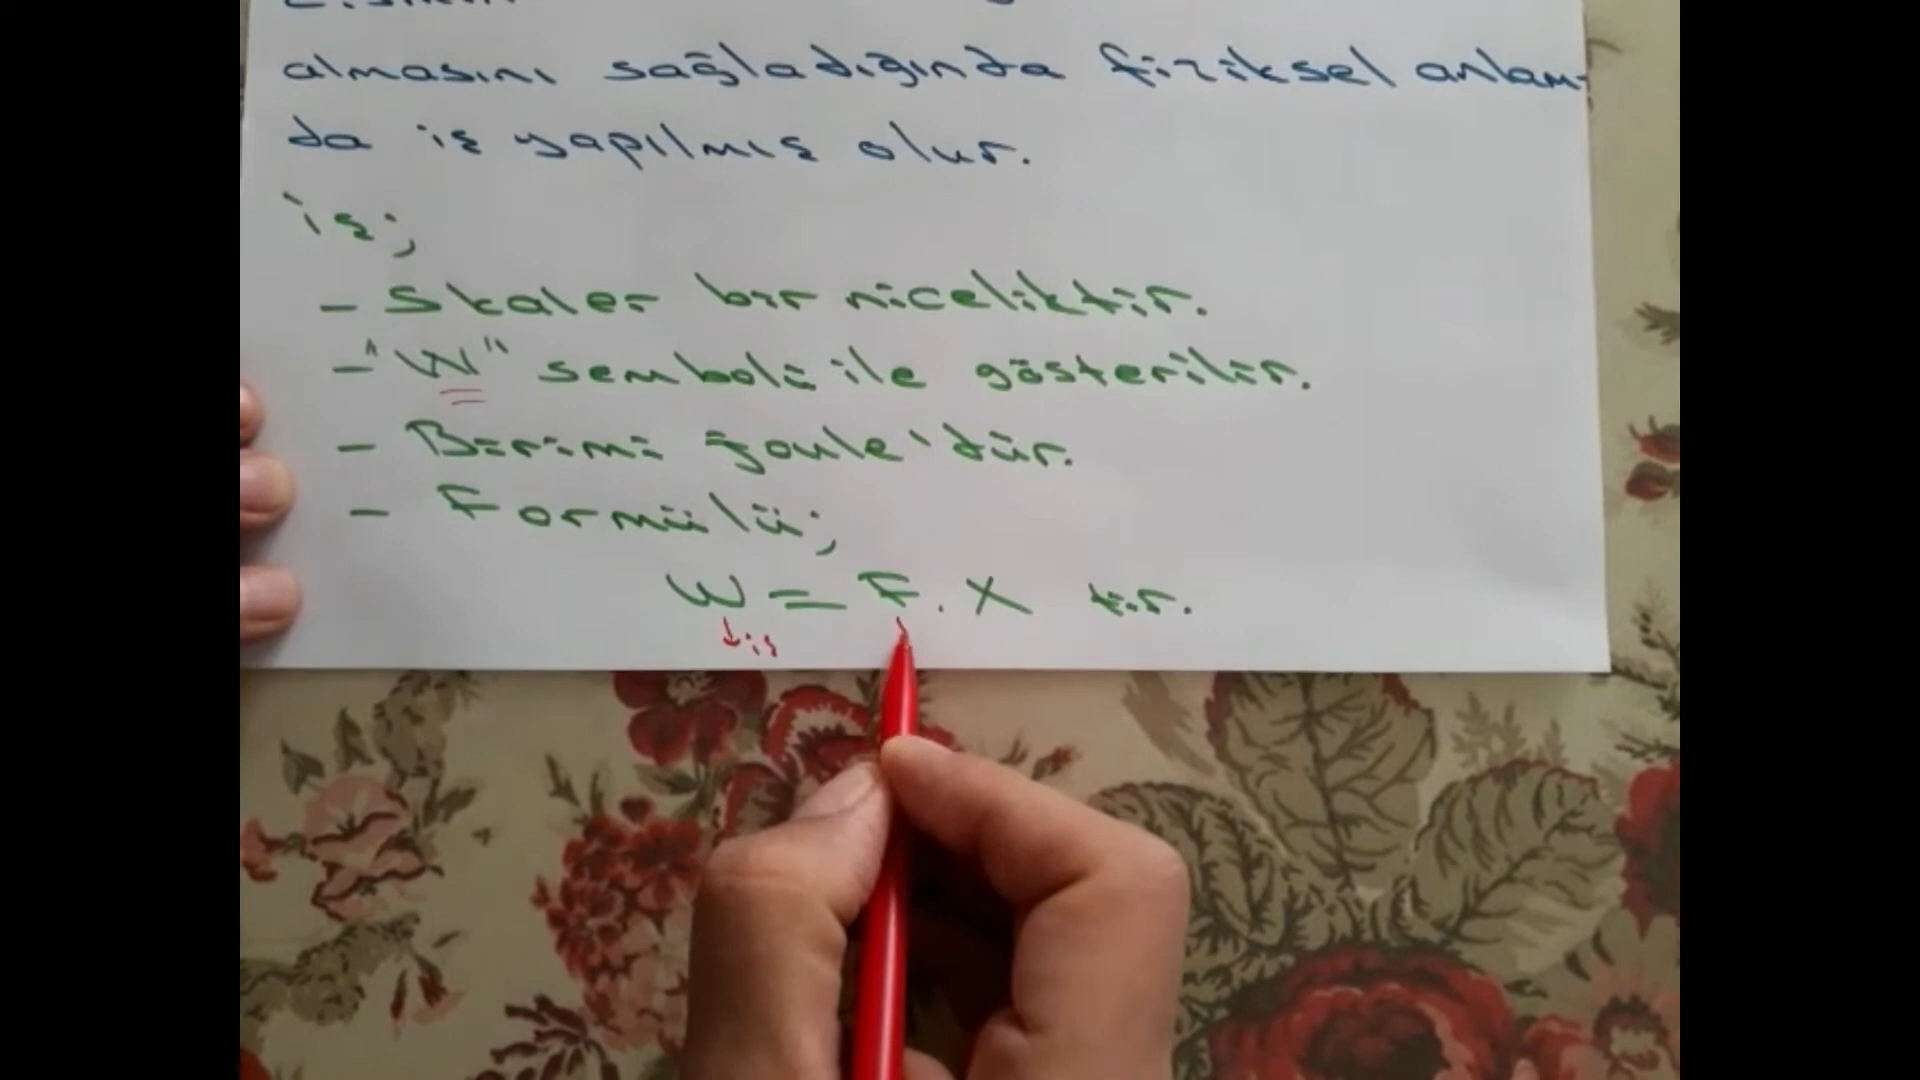 almasını sağladığında fiziksel anlam-
da iş yapılmış olur.
iş;
- Skaler bir niceliktir.
- "W" sembolü ile gösterilir.
- Birimi joule'dür.
- Formülü;
W = F . X tir.
↓ iş